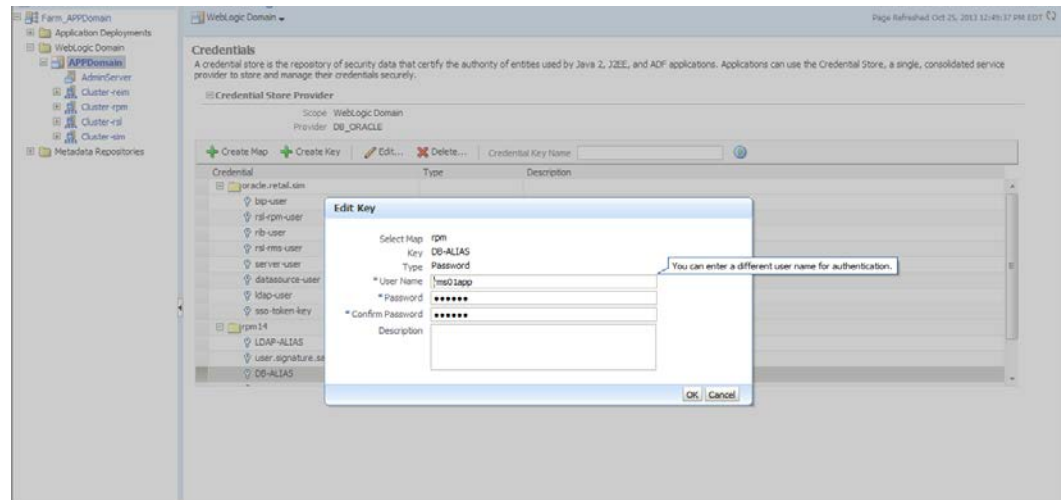 Farm_APPDomain
Application Deployments
WebLogic Domain
APPDomain
AdminServer
Cluster-reim
Cluster-rpm
Cluster-rsl
Cluster-sim
Metadata Repositories
WebLogic Domain
Page Refreshed Oct 25, 2013 12:49:37 PM EDT
Credentials
A credential store is the repository of security data that certify the authority of entities used by Java 2, J2EE, and ADF applications. Applications can use the Credential Store, a single, consolidated service
provider to store and manage their credentials securely.
Credential Store Provider
Scope WebLogic Domain
Provider DB_ORACLE
Create Map Create Key Edit... Delete... Credential Key Name
Credential Type Description
oracle.retail.sim
bip-user
rsl-rpm-user
rib-user
rsl-rms-user
server-user
datasource-user
ldap-user
sso-token-key
rpm14
LDAP-ALIAS
user.signature.sa
DB-ALIAS
Edit Key
Select Map rpm
Key DB-ALIAS
Type Password
* User Name rms01app
You can enter a different user name for authentication.
* Password ••••••
* Confirm Password ••••••
Description
OK Cancel